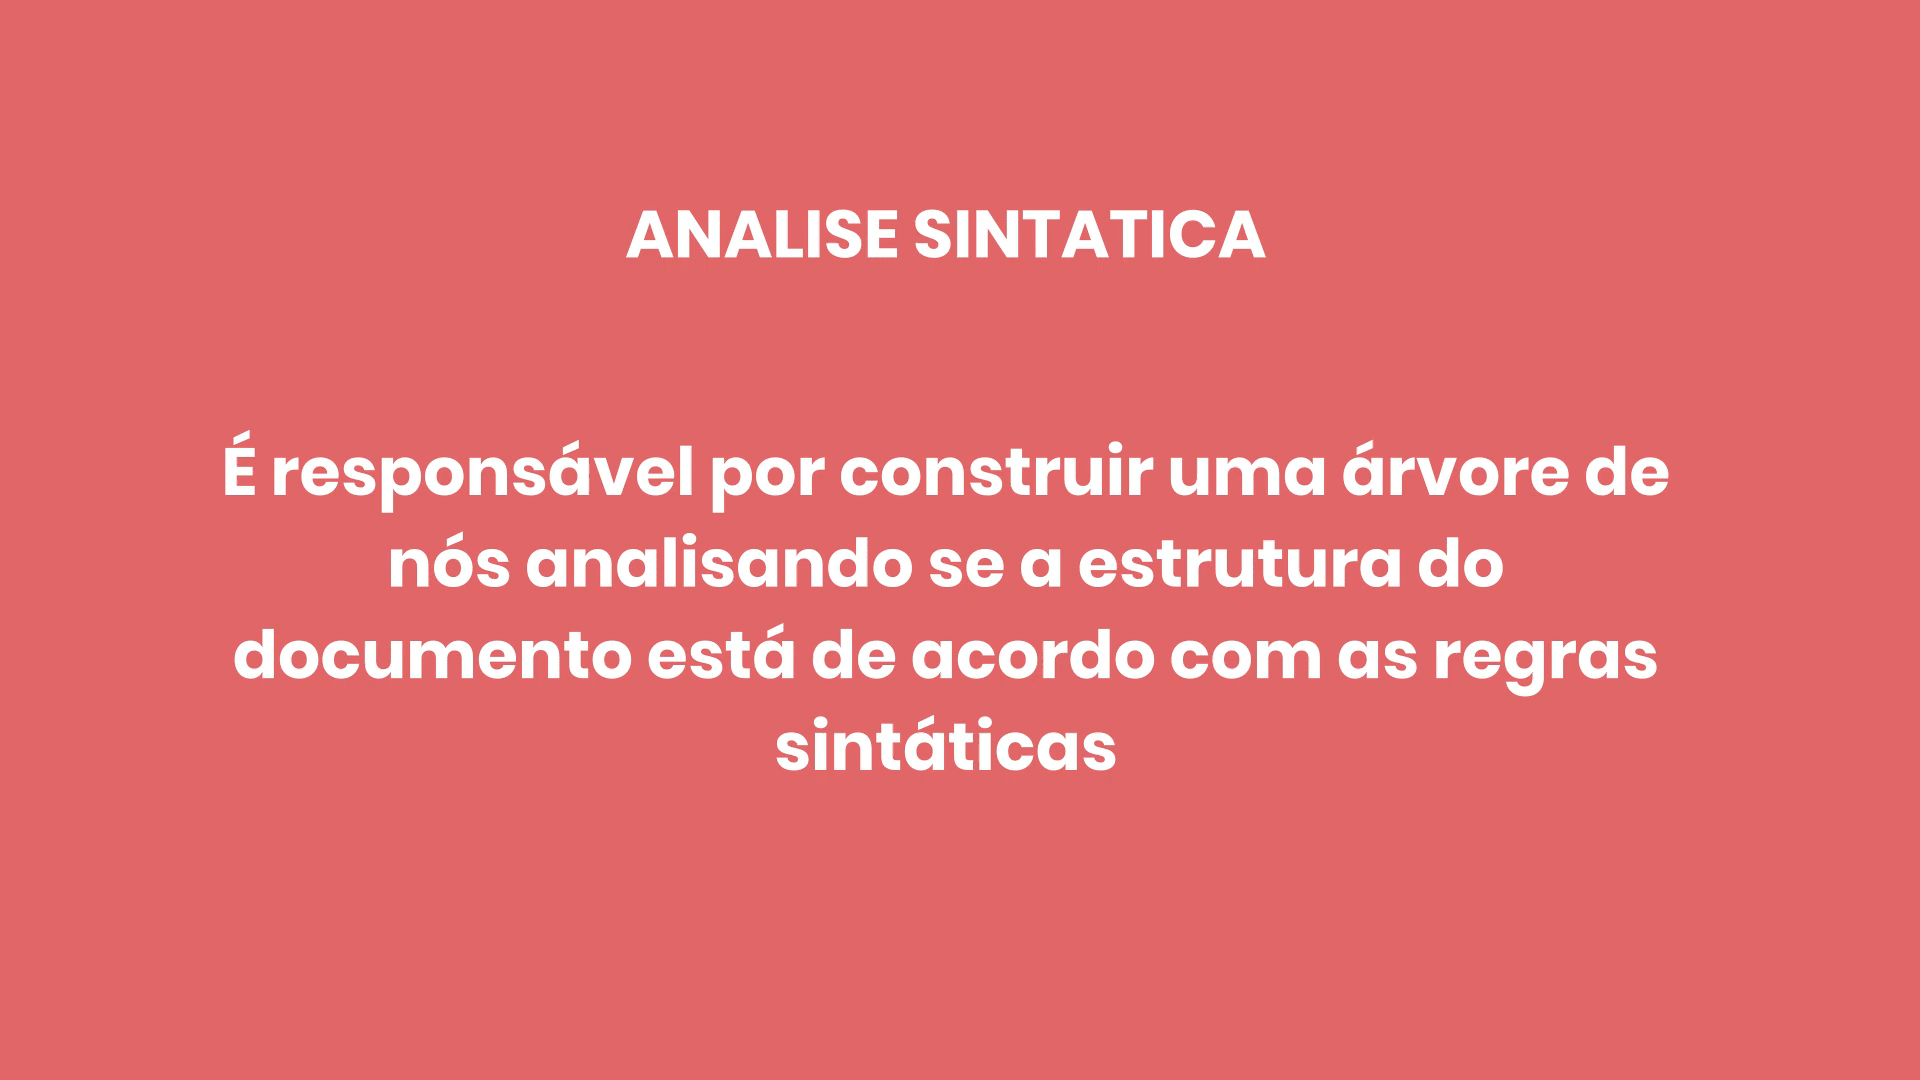 ANALISE SINTATICA
É responsável por construir uma árvore de
nós analisando se a estrutura do
documento está de acordo com as regras
sintáticas